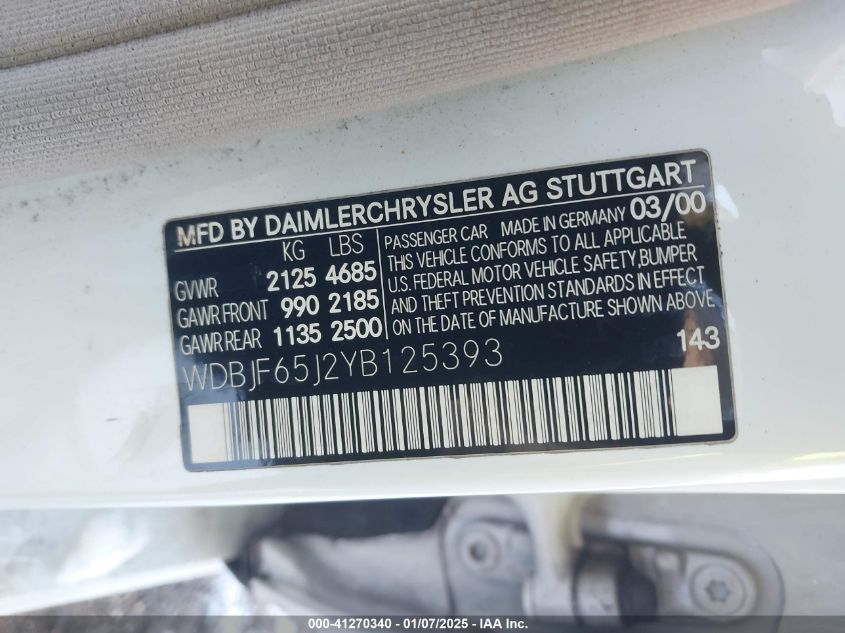 MFD BY DAIMLERCHRYSLER AG STUTTGART
KG LBS
GVWR 2125 4685
GAWR FRONT 990 2185
GAWR REAR 1135 2500
PASSENGER CAR MADE IN GERMANY 03/00
THIS VEHICLE CONFORMS TO ALL APPLICABLE
U.S. FEDERAL MOTOR VEHICLE SAFETY,BUMPER
AND THEFT PREVENTION STANDARDS IN EFFECT
ON THE DATE OF MANUFACTURE SHOWN ABOVE
WDBJF65J2YB125393
143
000-41270340 - 01/07/2025 - IAA Inc.